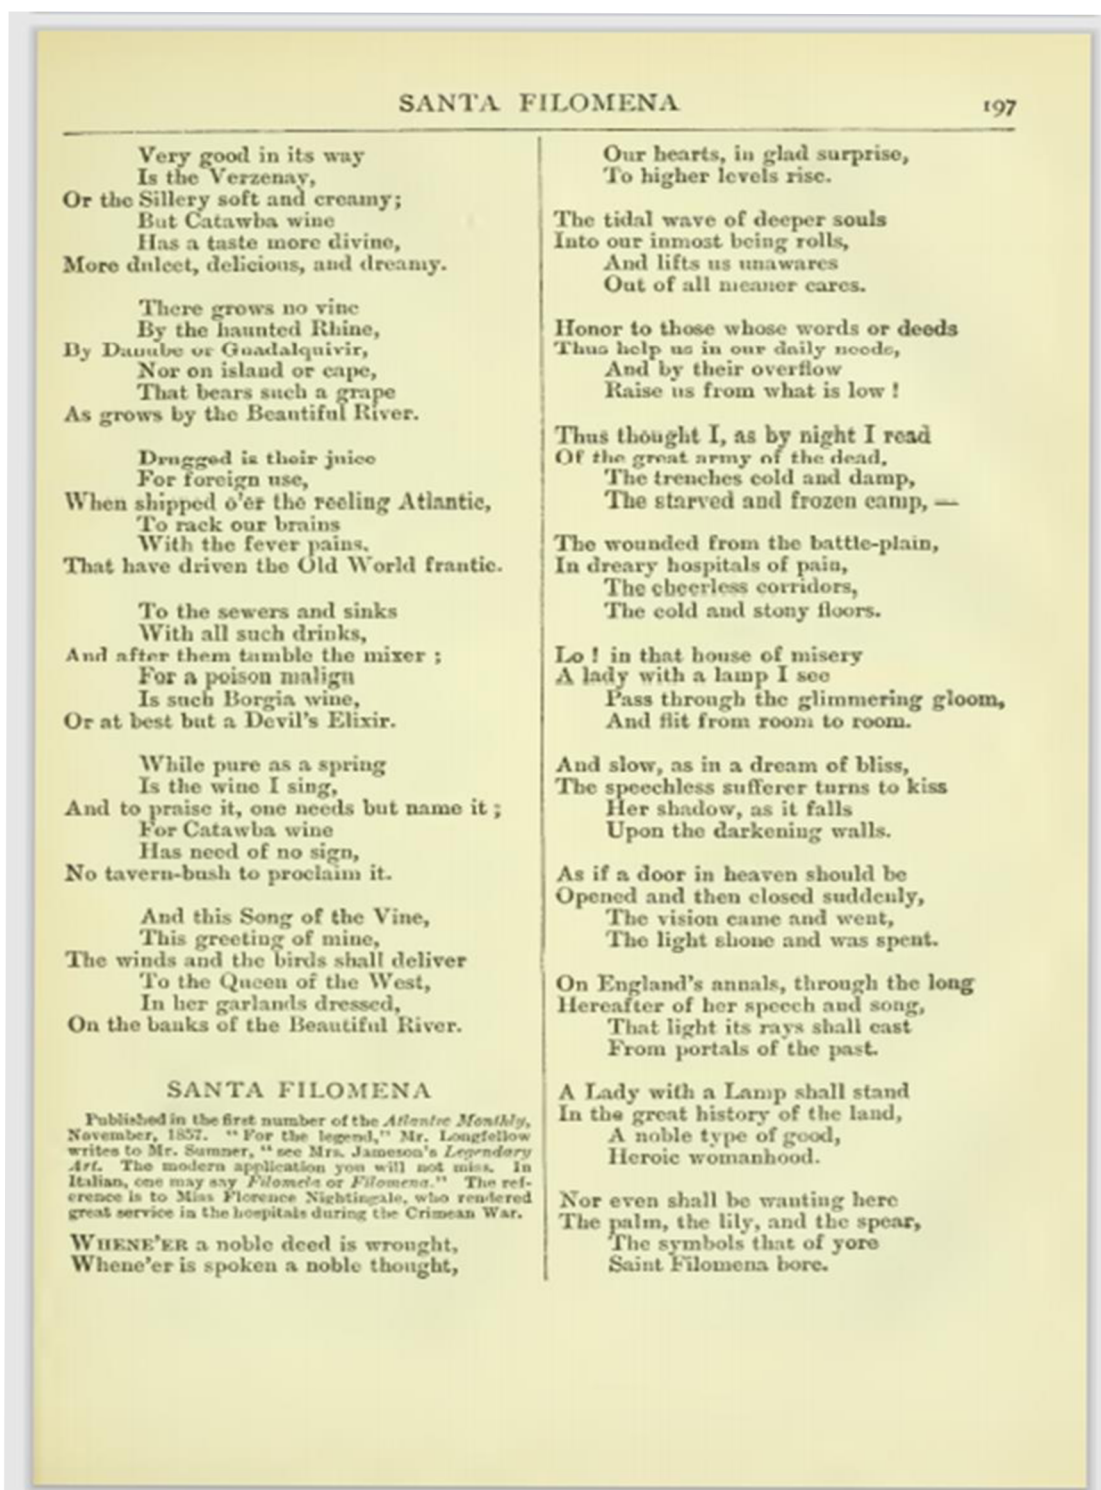 SANTA FILOMENA 197
Very good in its way
Is the Verzenay,
Or the Sillery soft and creamy;
But Catawba wine
Has a taste more divine,
More dulcet, delicious, and dreamy.
There grows no vine
By the haunted Rhine,
By Danube or Guadalquivir,
Nor on island or cape,
That bears such a grape
As grows by the Beautiful River.
Drugged is their juice
For foreign use,
When shipped o'er the reeling Atlantic,
To rack our brains
With the fever pains,
That have driven the Old World frantic.
To the sewers and sinks
With all such drinks,
And after them tumble the mixer ;
For a poison malign
Is such Borgia wine,
Or at best but a Devil's Elixir.
While pure as a spring
Is the wine I sing,
And to praise it, one needs but name it ;
For Catawba wine
Has need of no sign,
No tavern-bush to proclaim it.
And this Song of the Vine,
This greeting of mine,
The winds and the birds shall deliver
To the Queen of the West,
In her garlands dressed,
On the banks of the Beautiful River.
SANTA FILOMENA
Published in the first number of the Atlantic Monthly,
November, 1857. "For the legend," Mr. Longfellow
writes to Mr. Sumner, "see Mrs. Jameson's Legendary
Art. The modern application you will not miss. In
Italian, one may say Filomela or Filomena." The ref-
erence is to Miss Florence Nightingale, who rendered
great service in the hospitals during the Crimean War.
WHENE'ER a noble deed is wrought,
Whene'er is spoken a noble thought,
Our hearts, in glad surprise,
To higher levels rise.
The tidal wave of deeper souls
Into our inmost being rolls,
And lifts us unawares
Out of all meaner cares.
Honor to those whose words or deeds
Thus help us in our daily needs,
And by their overflow
Raise us from what is low !
Thus thought I, as by night I read
Of the great army of the dead,
The trenches cold and damp,
The starved and frozen camp, —
The wounded from the battle-plain,
In dreary hospitals of pain,
The cheerless corridors,
The cold and stony floors.
Lo ! in that house of misery
A lady with a lamp I see
Pass through the glimmering gloom,
And flit from room to room.
And slow, as in a dream of bliss,
The speechless sufferer turns to kiss
Her shadow, as it falls
Upon the darkening walls.
As if a door in heaven should be
Opened and then closed suddenly,
The vision came and went,
The light shone and was spent.
On England's annals, through the long
Hereafter of her speech and song,
That light its rays shall cast
From portals of the past.
A Lady with a Lamp shall stand
In the great history of the land,
A noble type of good,
Heroic womanhood.
Nor even shall be wanting here
The palm, the lily, and the spear,
The symbols that of yore
Saint Filomena bore.